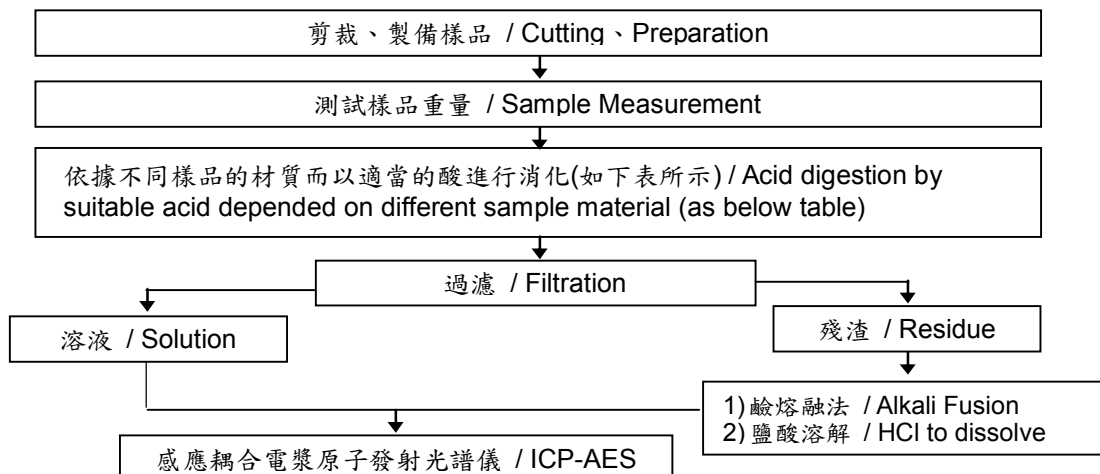 剪裁、製備樣品 / Cutting、Preparation
測試樣品重量 / Sample Measurement
依據不同樣品的材質而以適當的酸進行消化(如下表所示) / Acid digestion by
suitable acid depended on different sample material (as below table)
過濾 / Filtration
溶液 / Solution
殘渣 / Residue
1) 鹼熔融法 / Alkali Fusion
2) 鹽酸溶解 / HCl to dissolve
感應耦合電漿原子發射光譜儀 / ICP-AES